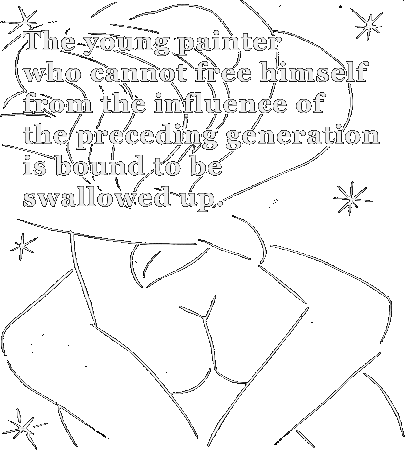 The young painter
who cannot free himself
from the influence of
the preceding generation
is bound to be
swallowed up.